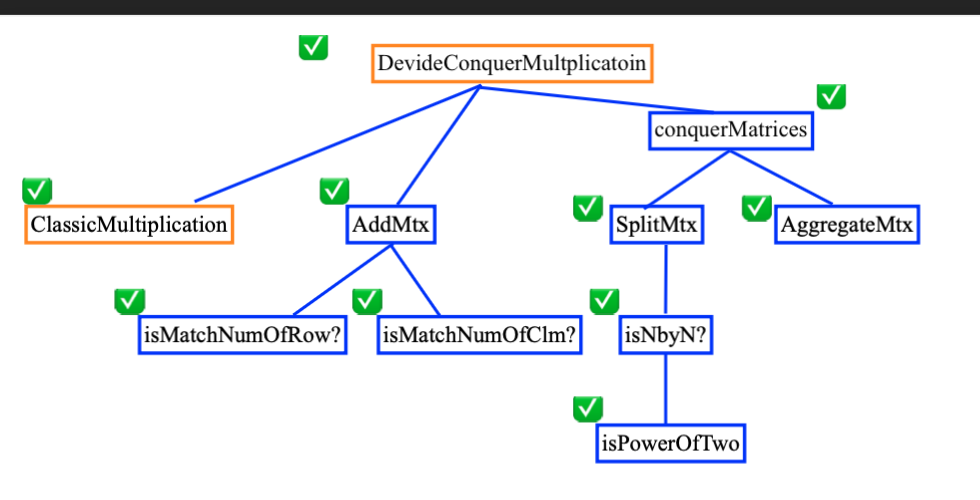 DevideConquerMultplicatoin
conquerMatrices
ClassicMultiplication
AddMtx
SplitMtx
AggregateMtx
isMatchNumOfRow?
isMatchNumOfClm?
isNbyN?
isPowerOfTwo